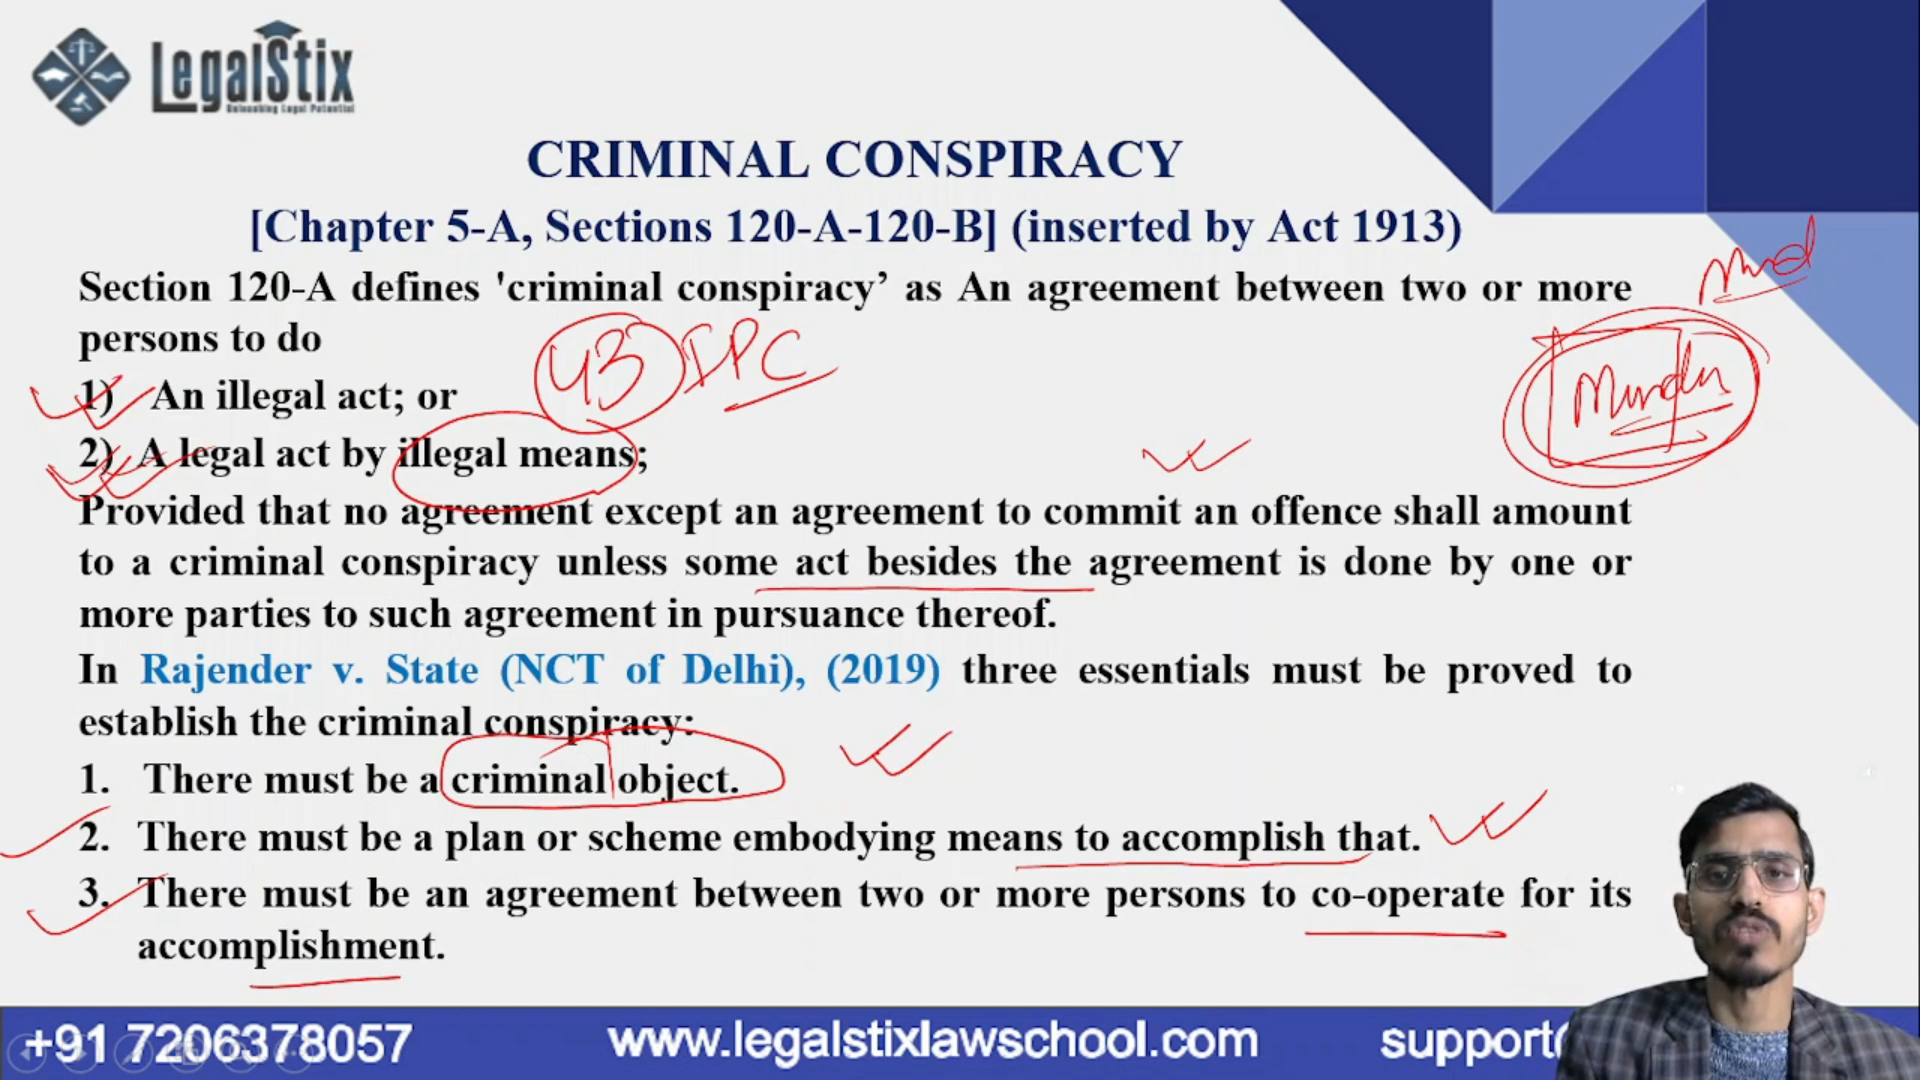 LegalStix
Unlocking Legal Potential
CRIMINAL CONSPIRACY
[Chapter 5-A, Sections 120-A-120-B] (inserted by Act 1913)
Section 120-A defines 'criminal conspiracy’ as An agreement between two or more
persons to do
1) An illegal act; or
43 IPC
2) A legal act by illegal means;
Murder
Provided that no agreement except an agreement to commit an offence shall amount
to a criminal conspiracy unless some act besides the agreement is done by one or
more parties to such agreement in pursuance thereof.
In Rajender v. State (NCT of Delhi), (2019) three essentials must be proved to
establish the criminal conspiracy:
1. There must be a criminal object.
2. There must be a plan or scheme embodying means to accomplish that.
3. There must be an agreement between two or more persons to co-operate for its
accomplishment.
+91 7206378057 www.legalstixlawschool.com support